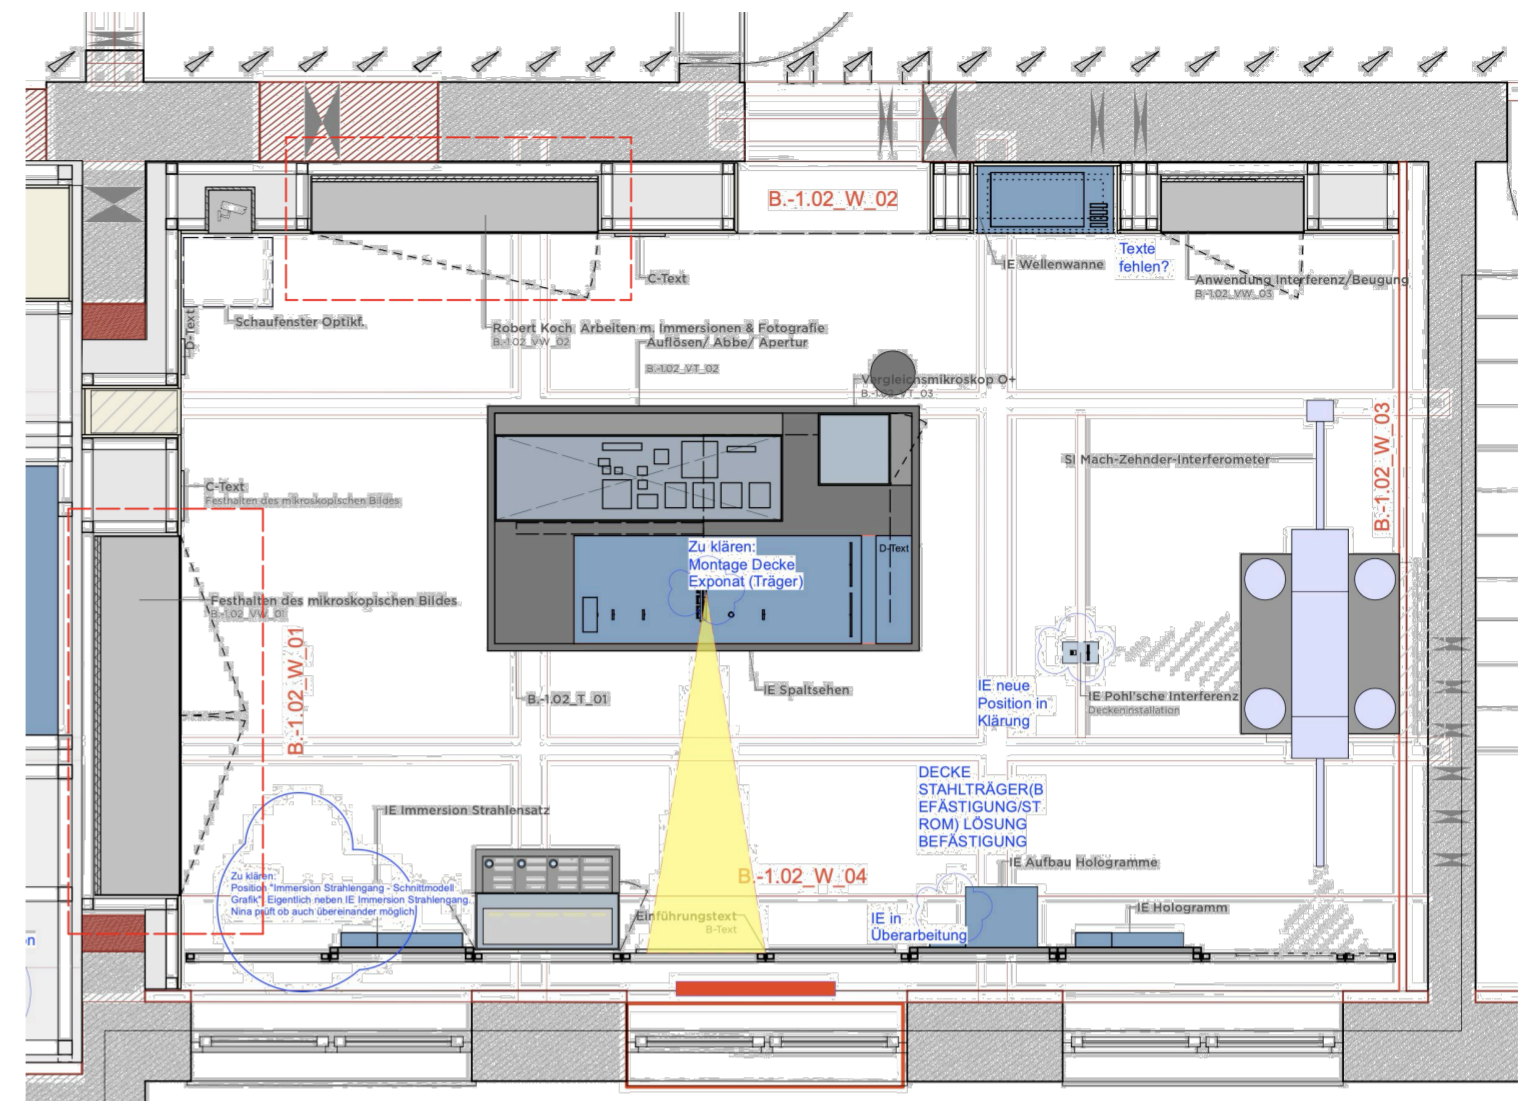 B.-1.02_W_02
IE Wellenwanne
Texte
fehlen?
Anwendung Interferenz/Beugung
B.-1.02_VW_03
C-Text
Schaufenster Optikf.
D-Text
Robert Koch Arbeiten m. Immersionen & Fotografie
B.-1.02_VW_02
Auflösen/ Abbe/ Apertur
B.-1.02_VT_02
Vergleichsmikroskop O+
B.-1.02_VT_03
B.-1.02_W_03
SI Mach-Zehnder-Interferometer
C-Text
Festhalten des mikroskopischen Bildes
Zu klären:
Montage Decke
Exponat (Träger)
D-Text
Festhalten des mikroskopischen Bildes
B.-1.02_VW_01
B.-1.02_W_01
IE Spaltsehen
B.-1.02_T_01
IE neue
Position in
Klärung
IE Pohl'sche Interferenz
Deckeninstallation
DECKE
STAHLTRÄGER(B
EFÄSTIGUNG/ST
ROM) LÖSUNG
BEFÄSTIGUNG
IE Immersion Strahlensatz
IE Aufbau Hologramme
B.-1.02_W_04
Zu klären:
Position "Immersion Strahlengang - Schnittmodell
Grafik" Eigentlich neben IE Immersion Strahlengang.
Nina prüft ob auch übereinander möglich
Einführungstext
B-Text
IE in
Überarbeitung
IE Hologramm
on